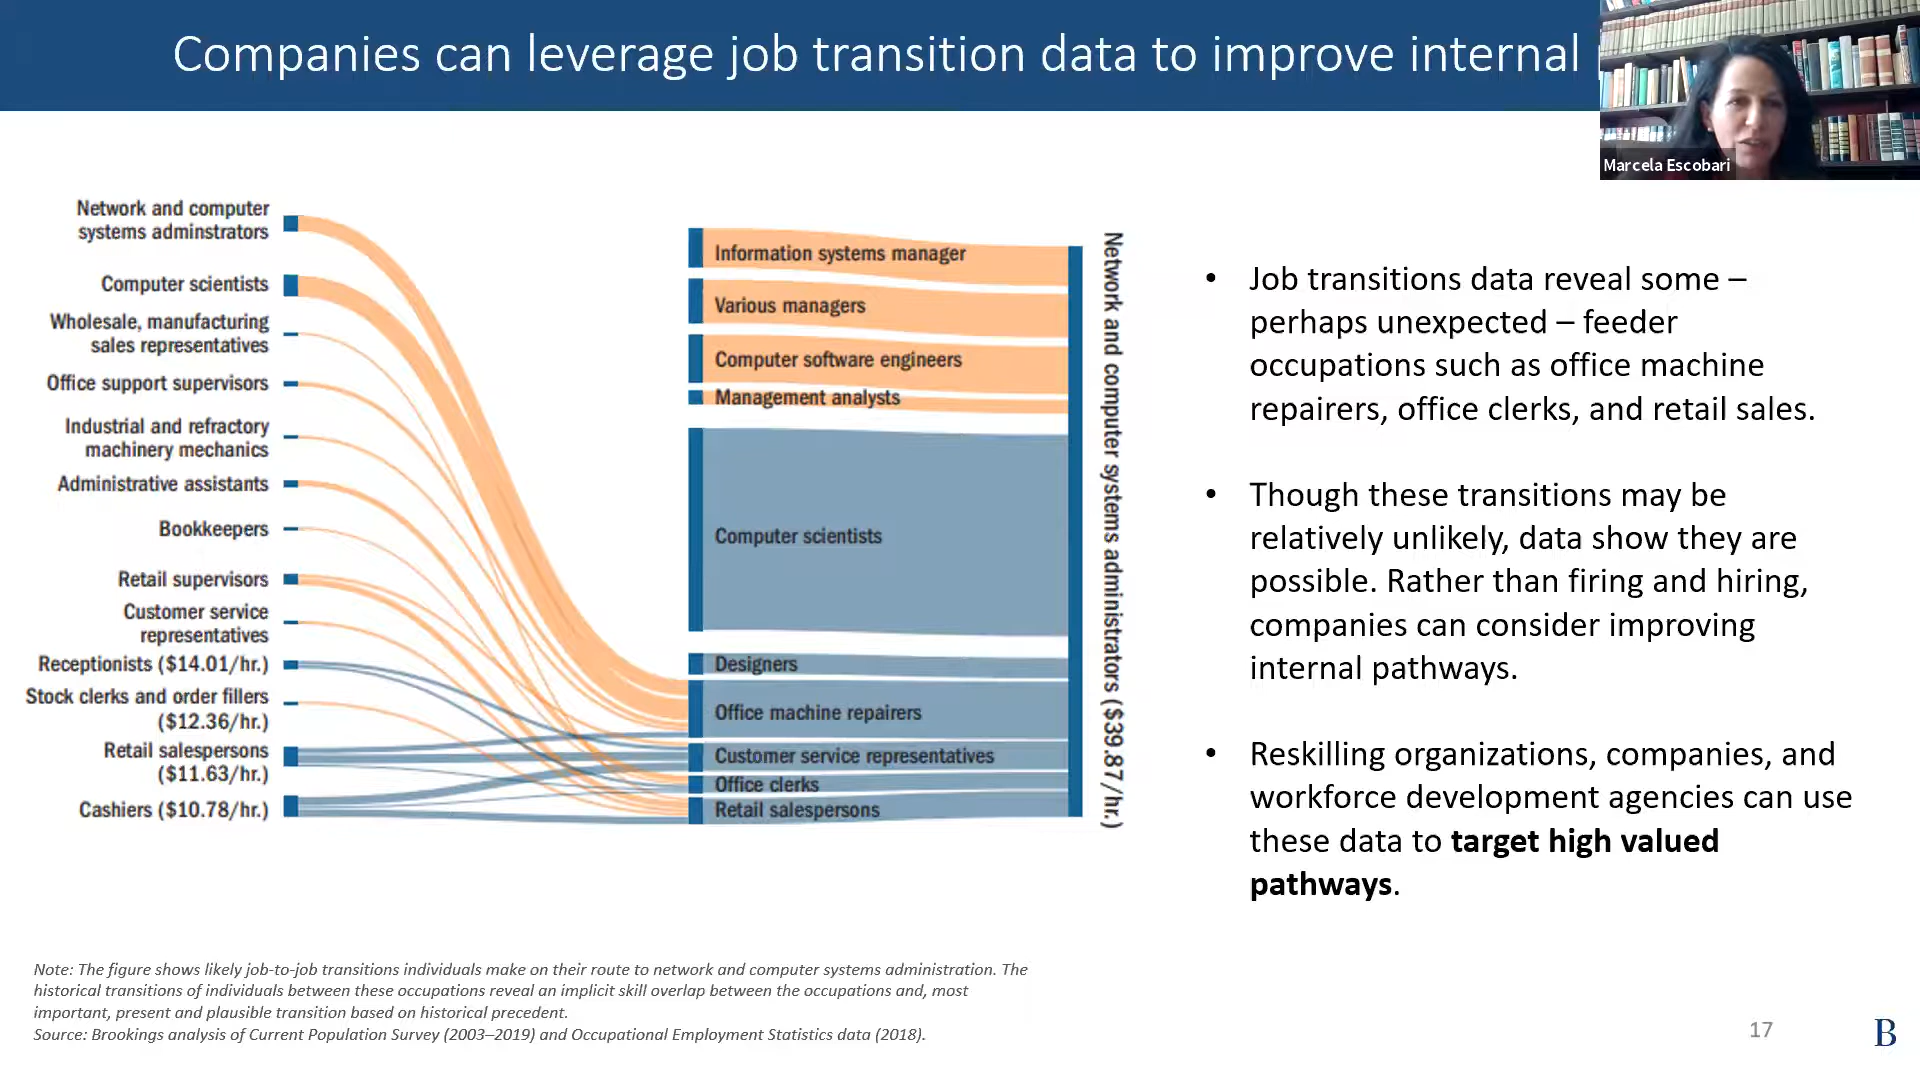 Companies can leverage job transition data to improve internal
Marcela Escobari
Network and computer
systems adminstrators
Computer scientists
Wholesale, manufacturing
sales representatives
Office support supervisors
Industrial and refractory
machinery mechanics
Administrative assistants
Bookkeepers
Retail supervisors
Customer service
representatives
Receptionists ($14.01/hr.)
Stock clerks and order fillers
($12.36/hr.)
Retail salespersons
($11.63/hr.)
Cashiers ($10.78/hr.)
Information systems manager
Various managers
Computer software engineers
Management analysts
Computer scientists
Designers
Office machine repairers
Customer service representatives
Office clerks
Retail salespersons
Network and computer systems administrators ($39.87/hr.)
• Job transitions data reveal some –
perhaps unexpected – feeder
occupations such as office machine
repairers, office clerks, and retail sales.
• Though these transitions may be
relatively unlikely, data show they are
possible. Rather than firing and hiring,
companies can consider improving
internal pathways.
• Reskilling organizations, companies, and
workforce development agencies can use
these data to target high valued
pathways.
Note: The figure shows likely job-to-job transitions individuals make on their route to network and computer systems administration. The
historical transitions of individuals between these occupations reveal an implicit skill overlap between the occupations and, most
important, present and plausible transition based on historical precedent.
Source: Brookings analysis of Current Population Survey (2003–2019) and Occupational Employment Statistics data (2018).
17
B